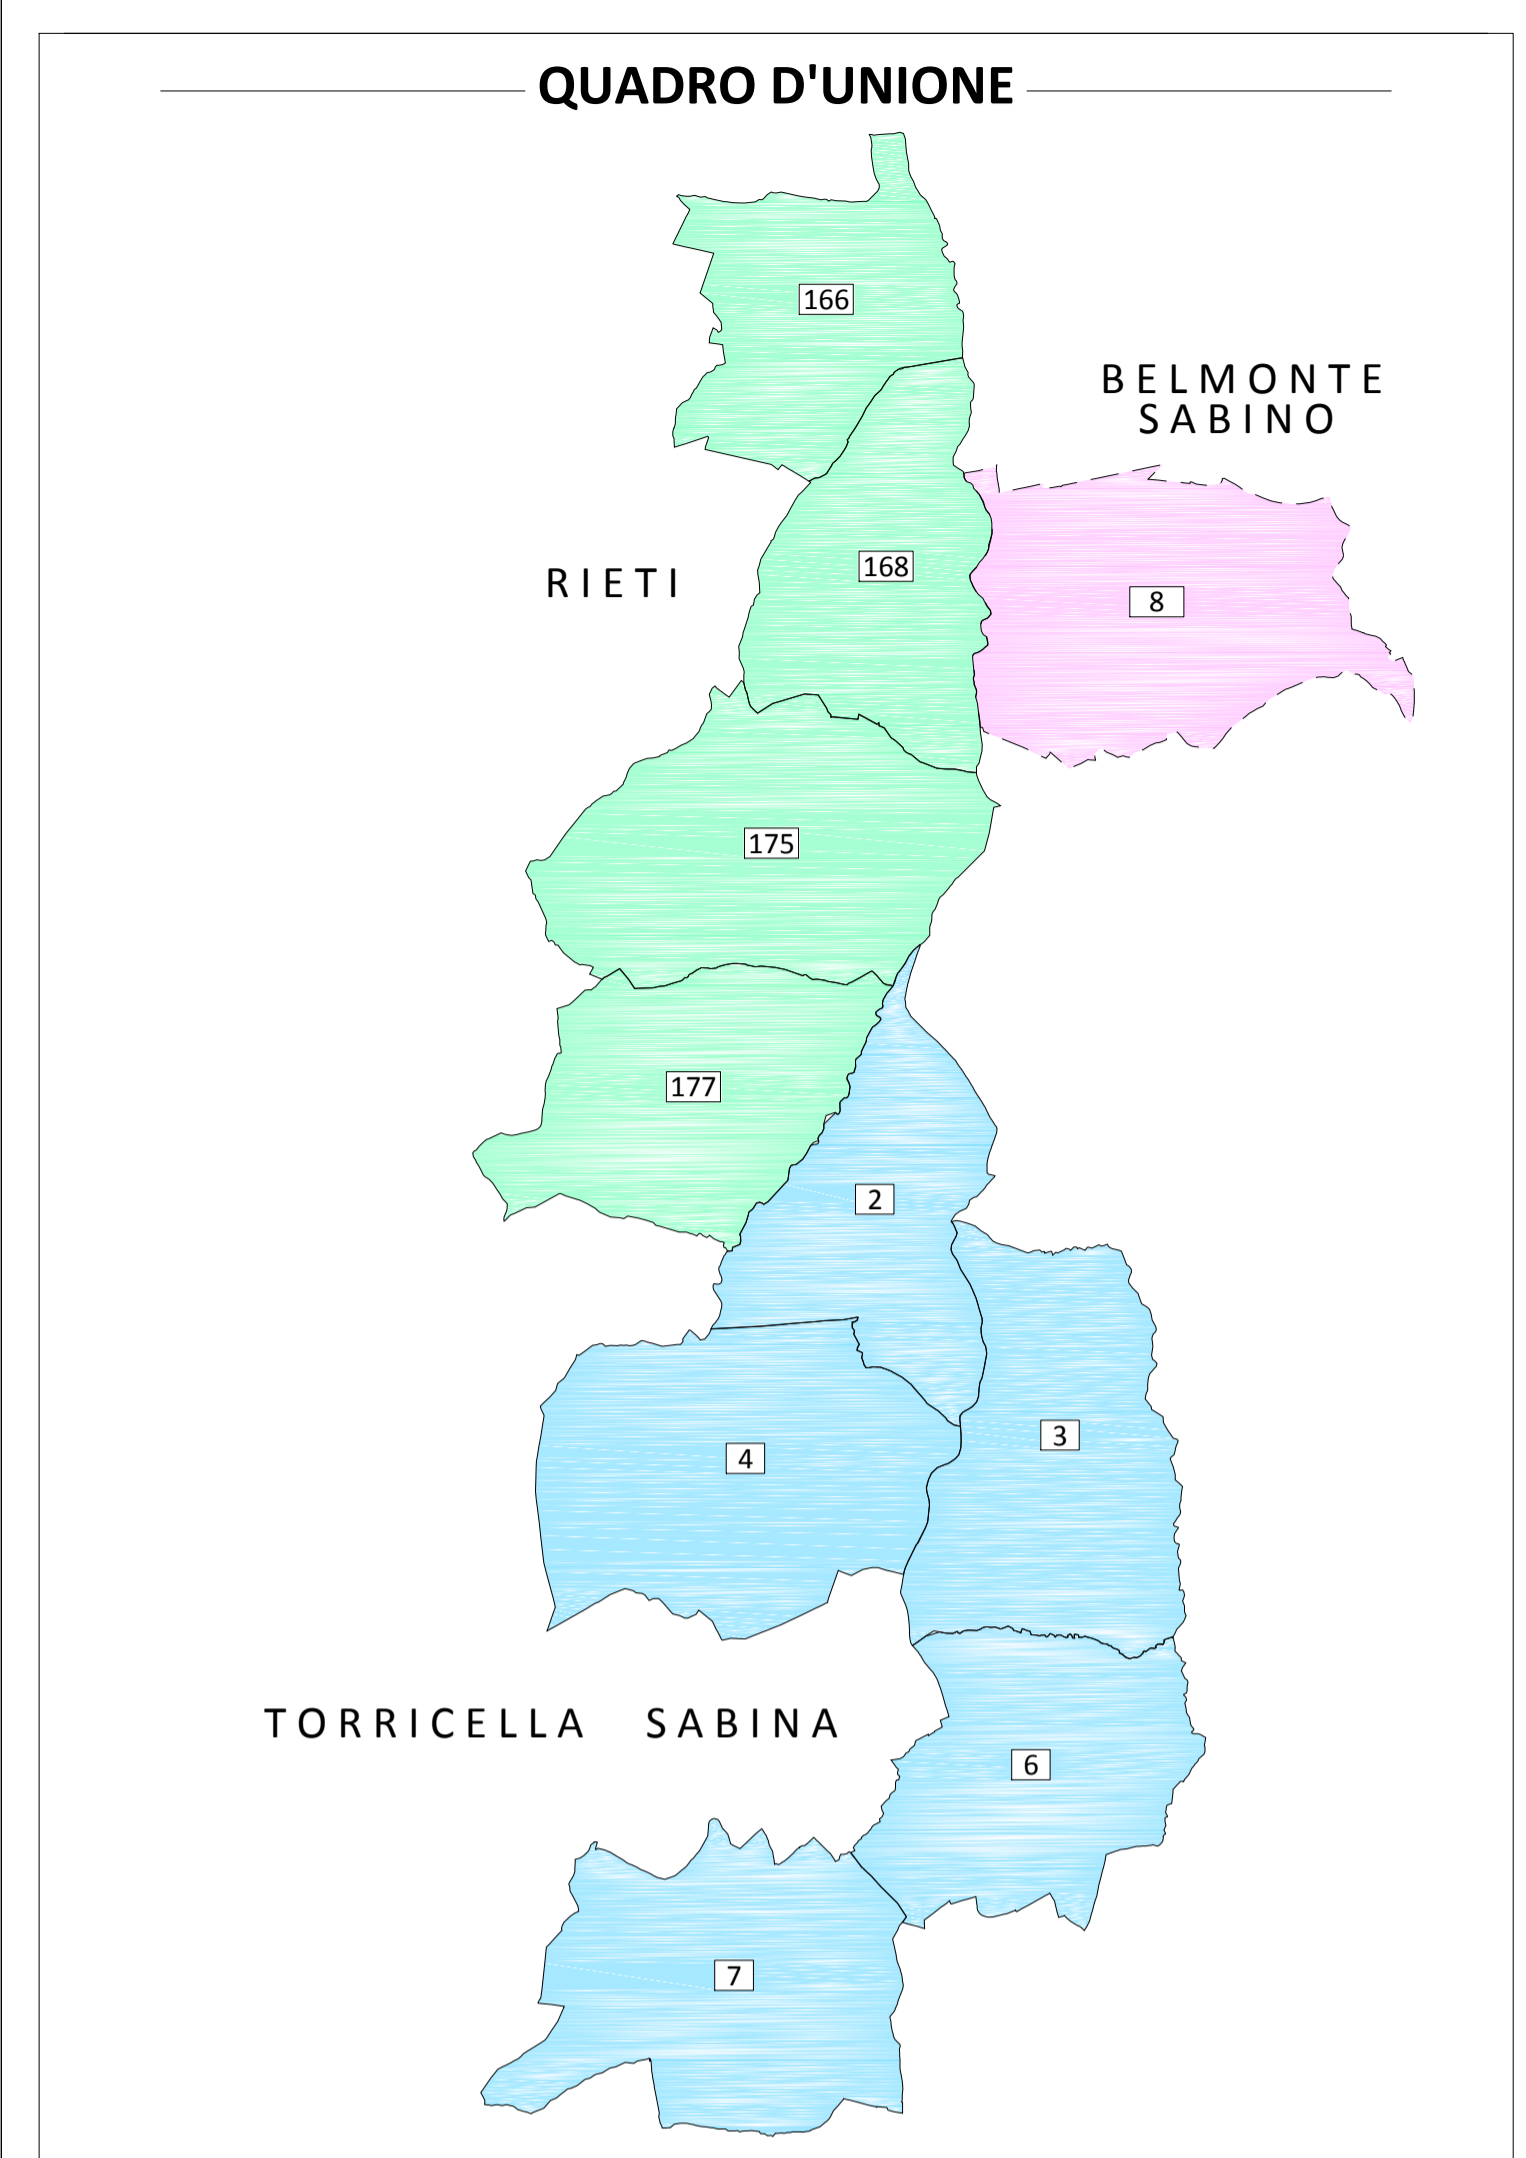 QUADRO D'UNIONE
166
BELMONTE
SABINO
168
RIETI
8
175
177
2
3
4
TORRICELLA SABINA
6
7